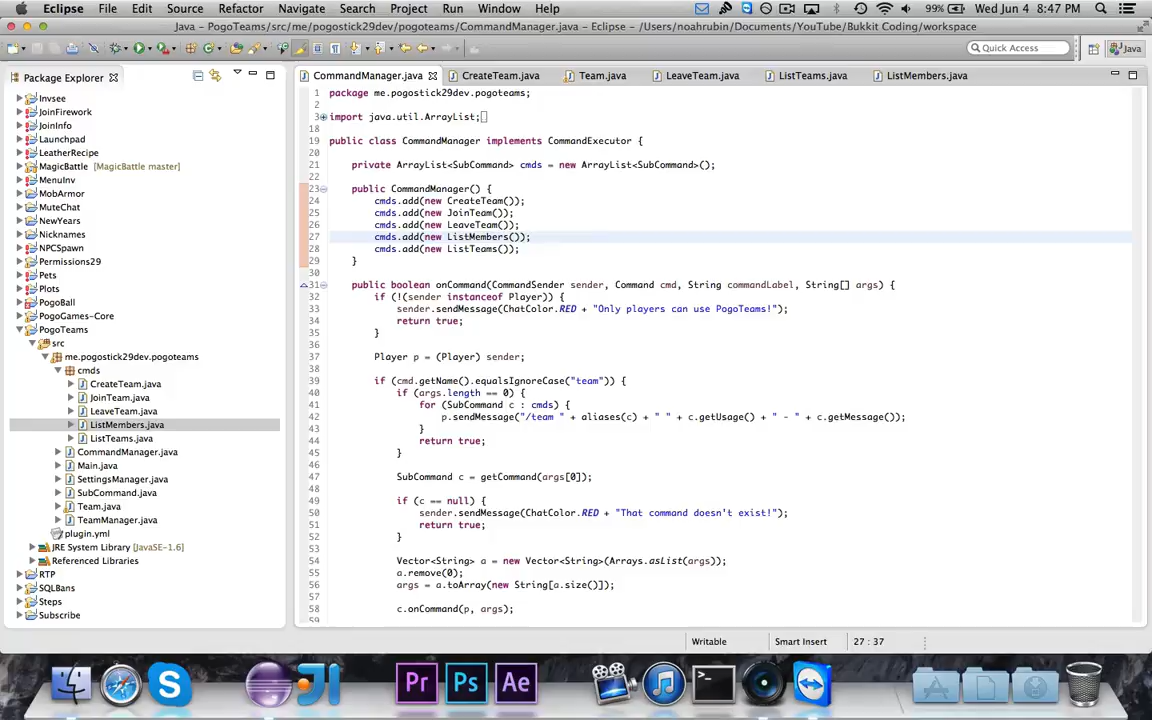 Eclipse File Edit Source Refactor Navigate Search Project Run Window Help 99% Wed Jun 4 8:47 PM
Java – PogoTeams/src/me/pogostick29dev/pogoteams/CommandManager.java – Eclipse – /Users/noahrubin/Documents/YouTube/Bukkit Coding/workspace
Quick Access Java
Package Explorer
Invsee
JoinFirework
JoinInfo
Launchpad
LeatherRecipe
MagicBattle [MagicBattle master]
MenuInv
MobArmor
MuteChat
NewYears
Nicknames
NPCSpawn
Permissions29
Pets
Plots
PogoBall
PogoGames-Core
PogoTeams
src
me.pogostick29dev.pogoteams
cmds
CreateTeam.java
JoinTeam.java
LeaveTeam.java
ListMembers.java
ListTeams.java
CommandManager.java
Main.java
SettingsManager.java
SubCommand.java
Team.java
TeamManager.java
plugin.yml
JRE System Library [JavaSE-1.6]
Referenced Libraries
RTP
SQLBans
Steps
Subscribe
CommandManager.java CreateTeam.java Team.java LeaveTeam.java ListTeams.java ListMembers.java
1 package me.pogostick29dev.pogoteams;
2
3 import java.util.ArrayList;
18
19 public class CommandManager implements CommandExecutor {
20
21 private ArrayList<SubCommand> cmds = new ArrayList<SubCommand>();
22
23 public CommandManager() {
24 cmds.add(new CreateTeam());
25 cmds.add(new JoinTeam());
26 cmds.add(new LeaveTeam());
27 cmds.add(new ListMembers());
28 cmds.add(new ListTeams());
29 }
30
31 public boolean onCommand(CommandSender sender, Command cmd, String commandLabel, String[] args) {
32 if (!(sender instanceof Player)) {
33 sender.sendMessage(ChatColor.RED + "Only players can use PogoTeams!");
34 return true;
35 }
36
37 Player p = (Player) sender;
38
39 if (cmd.getName().equalsIgnoreCase("team")) {
40 if (args.length == 0) {
41 for (SubCommand c : cmds) {
42 p.sendMessage("/team " + aliases(c) + " " + c.getUsage() + " - " + c.getMessage());
43 }
44 return true;
45 }
46
47 SubCommand c = getCommand(args[0]);
48
49 if (c == null) {
50 sender.sendMessage(ChatColor.RED + "That command doesn't exist!");
51 return true;
52 }
53
54 Vector<String> a = new Vector<String>(Arrays.asList(args));
55 a.remove(0);
56 args = a.toArray(new String[a.size()]);
57
58 c.onCommand(p, args);
59
Writable Smart Insert 27 : 37
S Pr Ps Ae >_